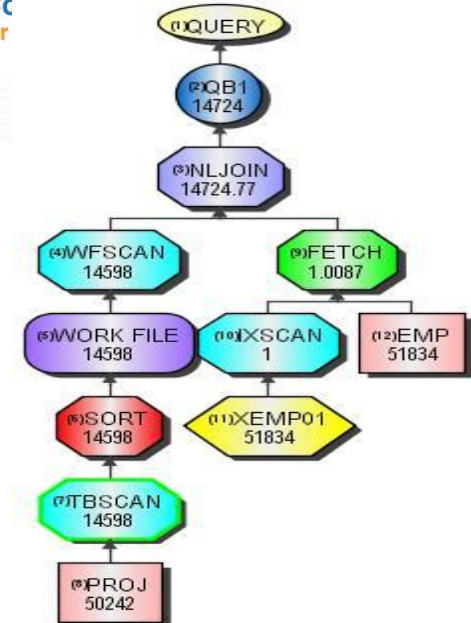 (1)QUERY
(2)QB1
14724
(3)NLJOIN
14724.77
(4)WFSCAN
14598
(9)FETCH
1.0087
(5)WORK FILE
14598
(10)IXSCAN
1
(12)EMP
51834
(6)SORT
14598
(11)XEMP01
51834
(7)TBSCAN
14598
(8)PROJ
50242